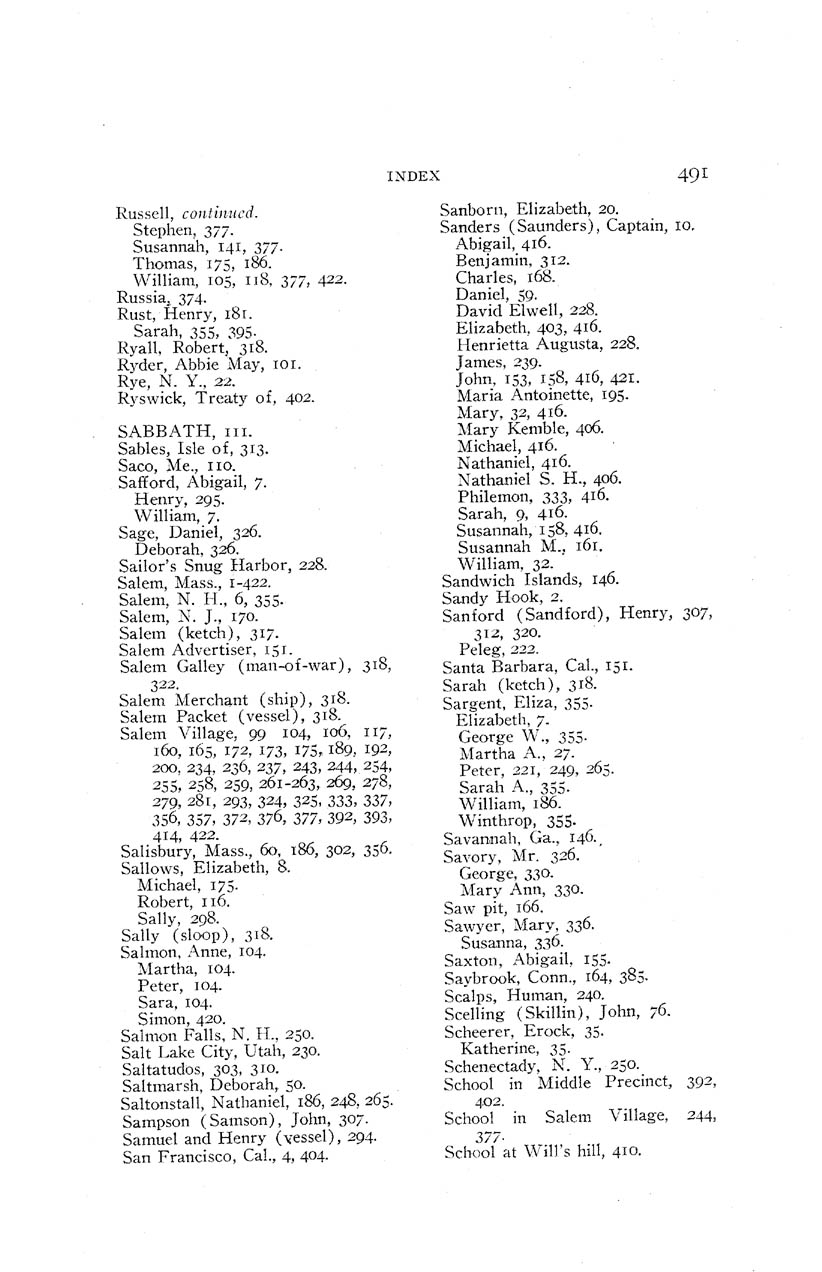 INDEX 491
Russell, continued.
Stephen, 377.
Susannah, 141, 377.
Thomas, 175, 186.
William, 105, 118, 377, 422.
Russia, 374.
Rust, Henry, 181.
Sarah, 355, 395.
Ryall, Robert, 318.
Ryder, Abbie May, 101.
Rye, N. Y., 22.
Ryswick, Treaty of, 402.
SABBATH, 111.
Sables, Isle of, 313.
Saco, Me., 110.
Safford, Abigail, 7.
Henry, 295.
William, 7.
Sage, Daniel, 326.
Deborah, 326.
Sailor's Snug Harbor, 228.
Salem, Mass., 1-422.
Salem, N. H., 6, 355.
Salem, N. J., 170.
Salem (ketch), 317.
Salem Advertiser, 151.
Salem Galley (man-of-war), 318,
322.
Salem Merchant (ship), 318.
Salem Packet (vessel), 318.
Salem Village, 99 104, 106, 117,
160, 165, 172, 173, 175, 189, 192,
200, 234, 236, 237, 243, 244, 254,
255, 258, 259, 261-263, 269, 278,
279, 281, 293, 324, 325, 333, 337,
356, 357, 372, 376, 377, 392, 393,
414, 422.
Salisbury, Mass., 60, 186, 302, 356.
Sallows, Elizabeth, 8.
Michael, 175.
Robert, 116.
Sally, 298.
Sally (sloop), 318.
Salmon, Anne, 104.
Martha, 104.
Peter, 104.
Sara, 104.
Simon, 420.
Salmon Falls, N. H., 250.
Salt Lake City, Utah, 230.
Saltatudos, 303, 310.
Saltmarsh, Deborah, 50.
Saltonstall, Nathaniel, 186, 248, 265.
Sampson (Samson), John, 307.
Samuel and Henry (vessel), 294.
San Francisco, Cal., 4, 404.
Sanborn, Elizabeth, 20.
Sanders (Saunders), Captain, 10.
Abigail, 416.
Benjamin, 312.
Charles, 168.
Daniel, 59.
David Elwell, 228.
Elizabeth, 403, 416.
Henrietta Augusta, 228.
James, 239.
John, 153, 158, 416, 421.
Maria Antoinette, 195.
Mary, 32, 416.
Mary Kemble, 406.
Michael, 416.
Nathaniel, 416.
Nathaniel S. H., 406.
Philemon, 333, 416.
Sarah, 9, 416.
Susannah, 158, 416.
Susannah M., 161.
William, 32.
Sandwich Islands, 146.
Sandy Hook, 2.
Sanford (Sandford), Henry, 307,
312, 320.
Peleg, 222.
Santa Barbara, Cal., 151.
Sarah (ketch), 318.
Sargent, Eliza, 355.
Elizabeth, 7.
George W., 355.
Martha A., 27.
Peter, 221, 249, 265.
Sarah A., 355.
William, 186.
Winthrop, 355.
Savannah, Ga., 146.
Savory, Mr. 326.
George, 330.
Mary Ann, 330.
Saw pit, 166.
Sawyer, Mary, 336.
Susanna, 336.
Saxton, Abigail, 155.
Saybrook, Conn., 164, 385.
Scalps, Human, 240.
Scelling (Skillin), John, 76.
Scheerer, Erock, 35.
Katherine, 35.
Schenectady, N. Y., 250.
School in Middle Precinct, 392,
402.
School in Salem Village, 244,
377.
School at Will's hill, 410.